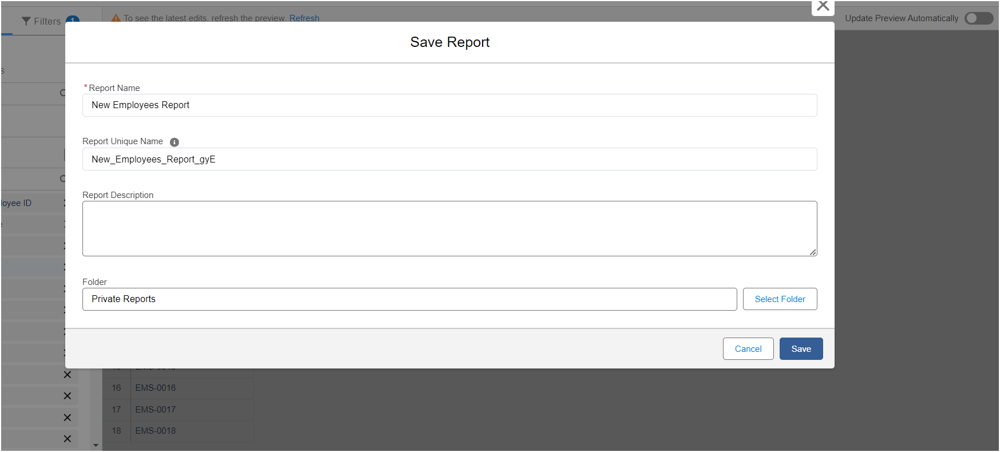 Filters 1
To see the latest edits, refresh the preview. Refresh
Update Preview Automatically
Save Report
s
* Report Name
New Employees Report
Report Unique Name
New_Employees_Report_gyE
Report Description
loyee ID
e
Folder
Private Reports
Select Folder
Cancel
Save
16 EMS-0016
17 EMS-0017
18 EMS-0018